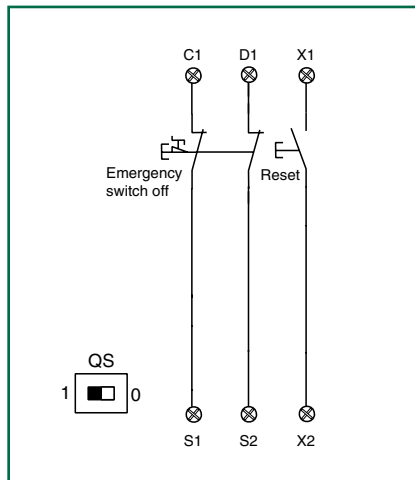 C1 D1 X1
Emergency
switch off
Reset
QS
1 0
S1 S2 X2